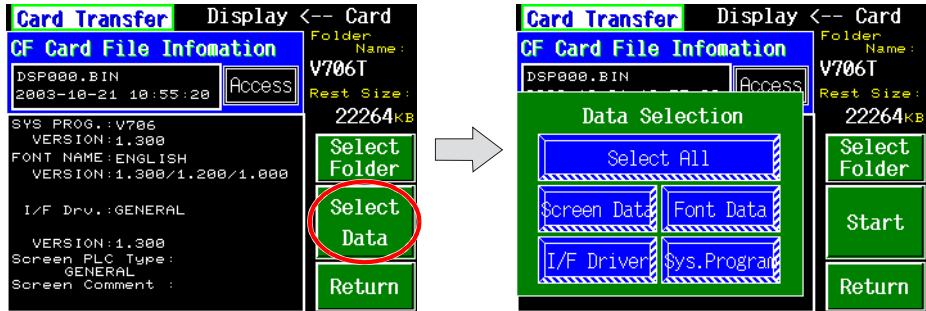 Card Transfer Display <-- Card
CF Card File Infomation
Folder
Name:
DSP000.BIN
2003-10-21 10:55:20
Access
V706T
Rest Size:
22264KB
SYS PROG.:V706
VERSION:1.300
FONT NAME:ENGLISH
VERSION:1.300/1.200/1.000
I/F Drv.:GENERAL
VERSION:1.300
Screen PLC Type:
GENERAL
Screen Comment :
Select
Folder
Select
Data
Return
Card Transfer Display <-- Card
CF Card File Infomation
Folder
Name:
DSP000.BIN
Access
V706T
Rest Size:
22264KB
Data Selection
Select All
Screen Data Font Data
I/F Driver Sys.Program
Select
Folder
Start
Return